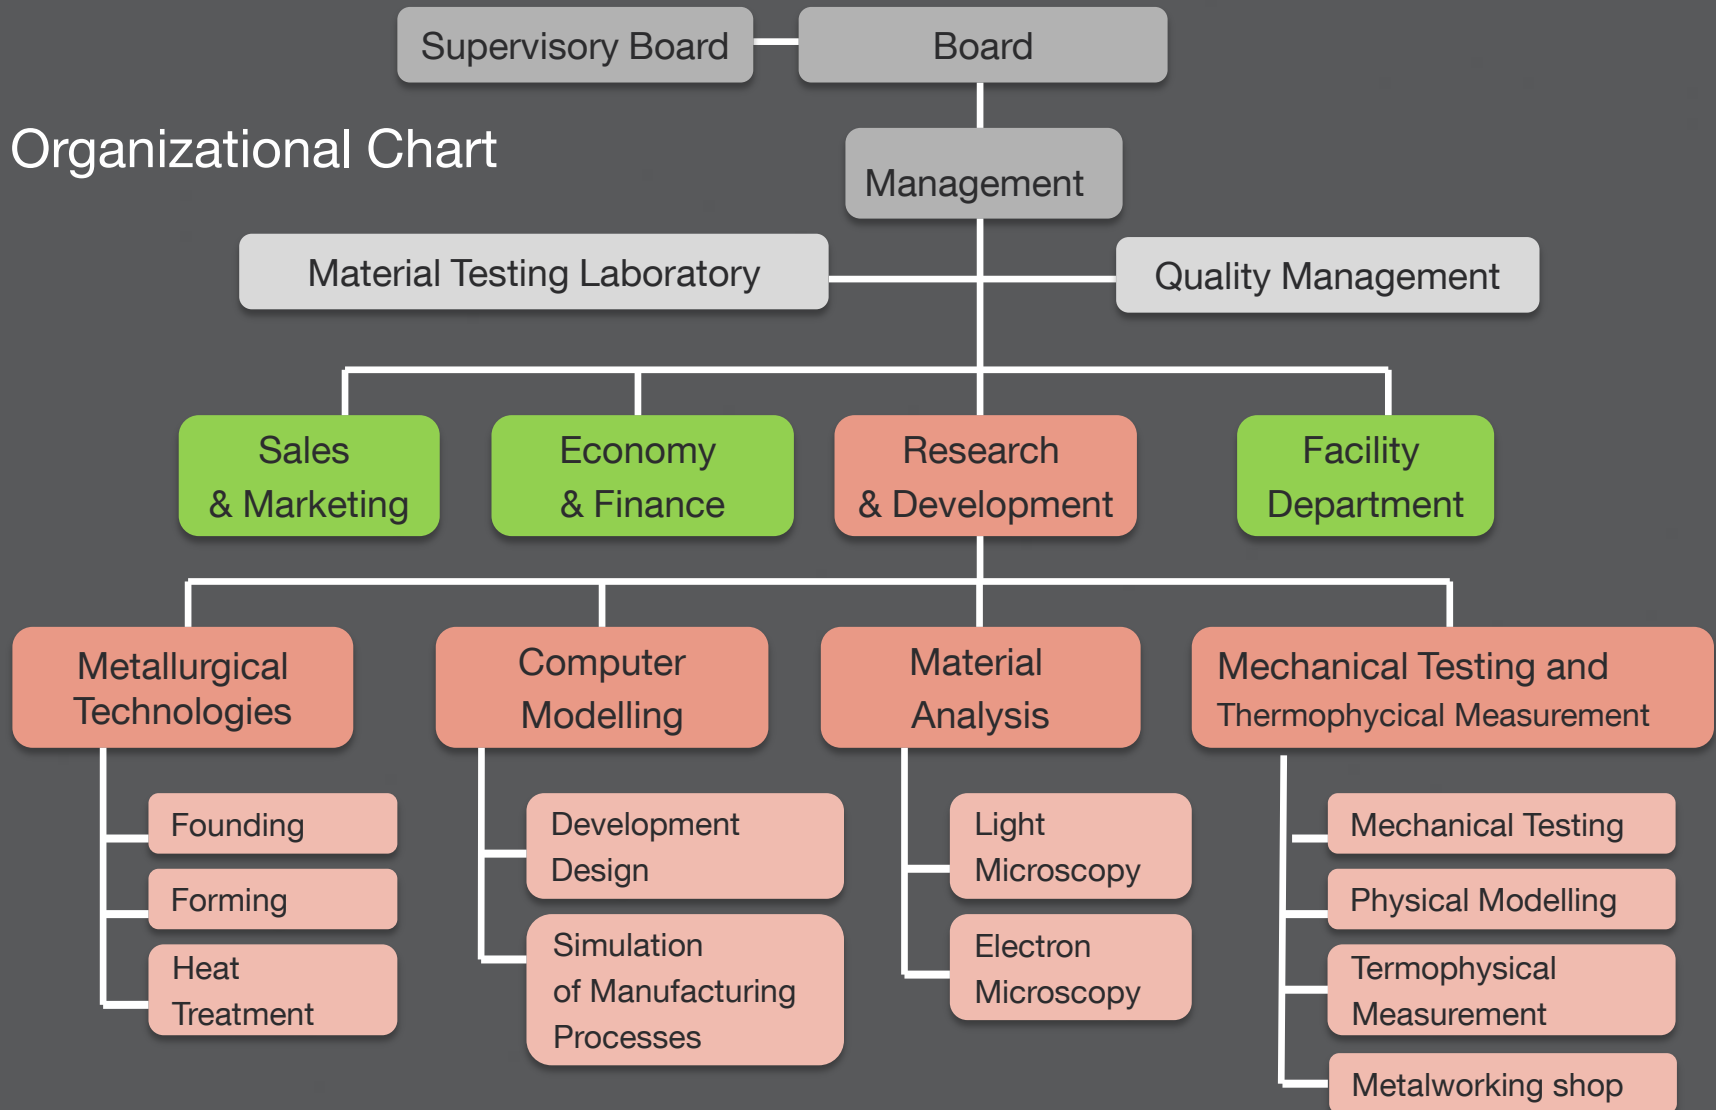 Supervisory Board
Board
Organizational Chart
Management
Material Testing Laboratory
Quality Management
Sales
& Marketing
Economy
& Finance
Research
& Development
Facility
Department
Metallurgical
Technologies
Computer
Modelling
Material
Analysis
Mechanical Testing and
Thermophycical Measurement
Founding
Forming
Heat
Treatment
Development
Design
Simulation
of Manufacturing
Processes
Light
Microscopy
Electron
Microscopy
Mechanical Testing
Physical Modelling
Termophysical
Measurement
Metalworking shop